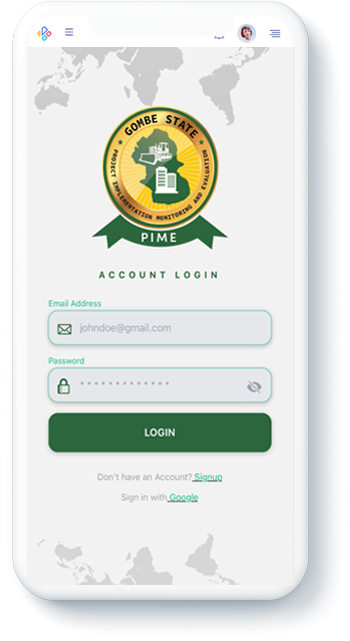 GOMBE STATE
PROJECT IMPLEMENTATION MONITORING AND EVALUATION
PIME
ACCOUNT LOGIN
Email Address
johndoe@gmail.com
Password
*************
LOGIN
Don't have an Account? Signup
Sign in with Google